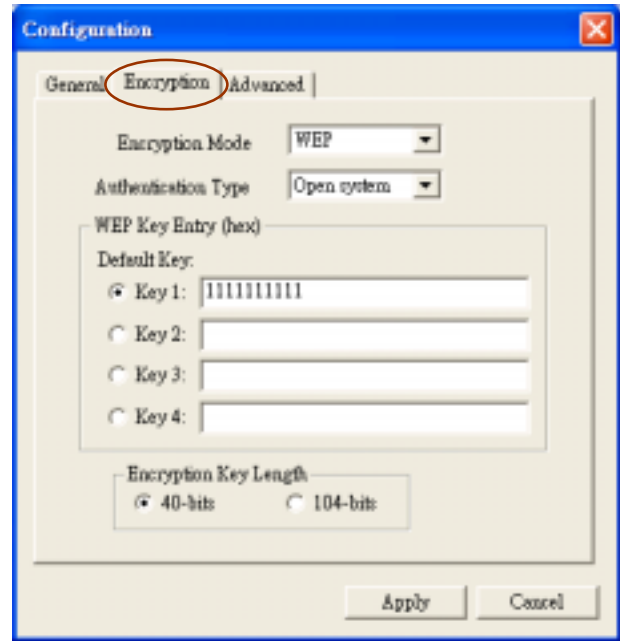 Configuration
General Encryption Advanced
Encryption Mode WEP
Authentication Type Open system
WEP Key Entry (hex)
Default Key:
Key 1: 1111111111
Key 2:
Key 3:
Key 4:
Encryption Key Length
40-bits 104-bits
Apply Cancel